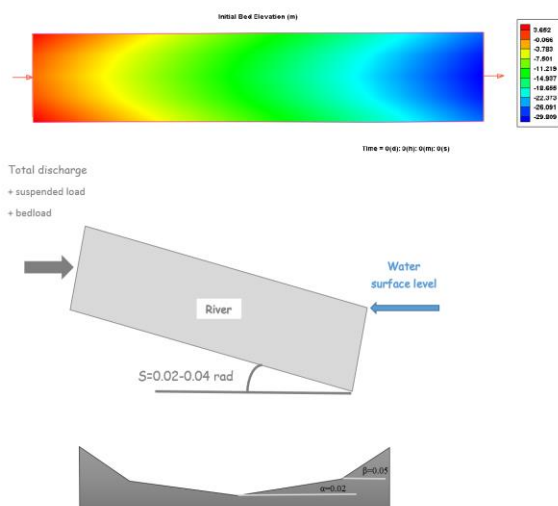 Initial Bed Elevation (m)
3.652
-0.066
-3.783
-7.501
-11.219
-14.937
-18.655
-22.373
-26.091
-29.809
Time = 0(d): 0(h): 0(m): 0(s)
Total discharge
+ suspended load
+ bedload
Water
surface level
River
S=0.02-0.04 rad
β=0.05
α=0.02